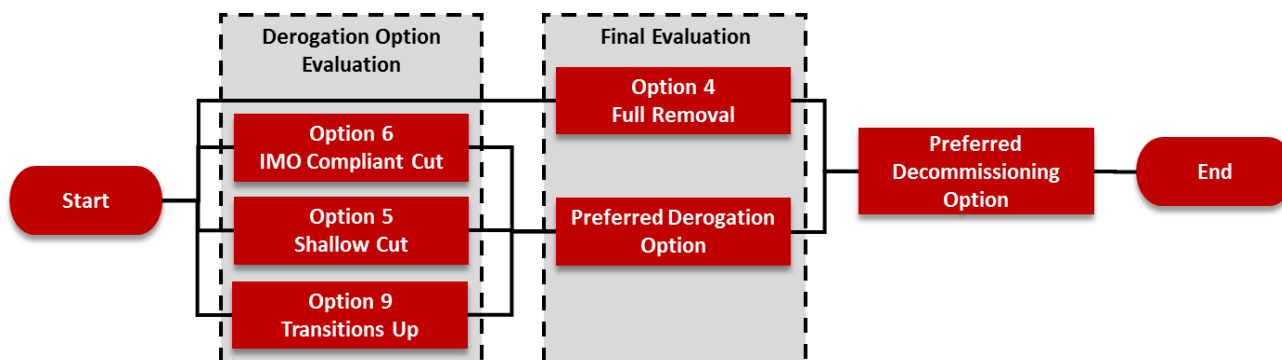 Derogation Option
Evaluation
Final Evaluation
Option 4
Full Removal
Option 6
IMO Compliant Cut
Preferred
Decommissioning
Option
Start
End
Option 5
Shallow Cut
Preferred Derogation
Option
Option 9
Transitions Up